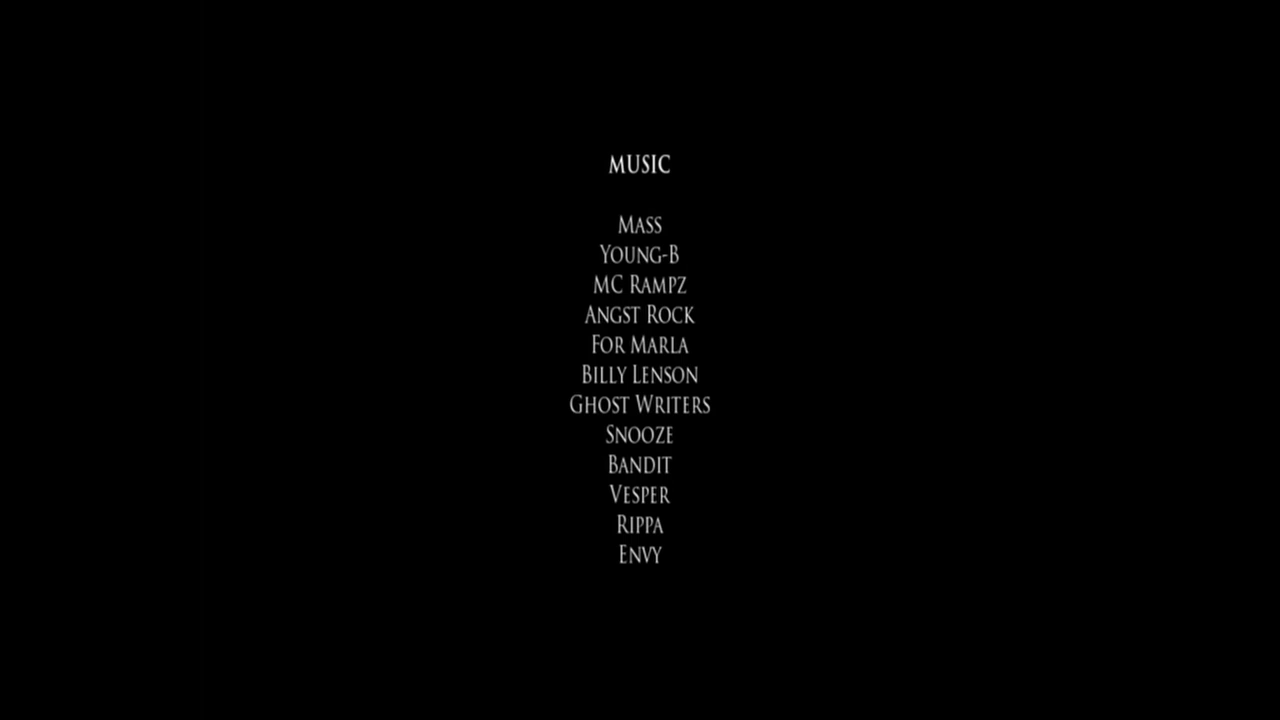 MUSIC
Mass
Young-B
MC Rampz
Angst Rock
For Marla
Billy Lenson
Ghost Writers
Snooze
Bandit
Vesper
Rippa
Envy